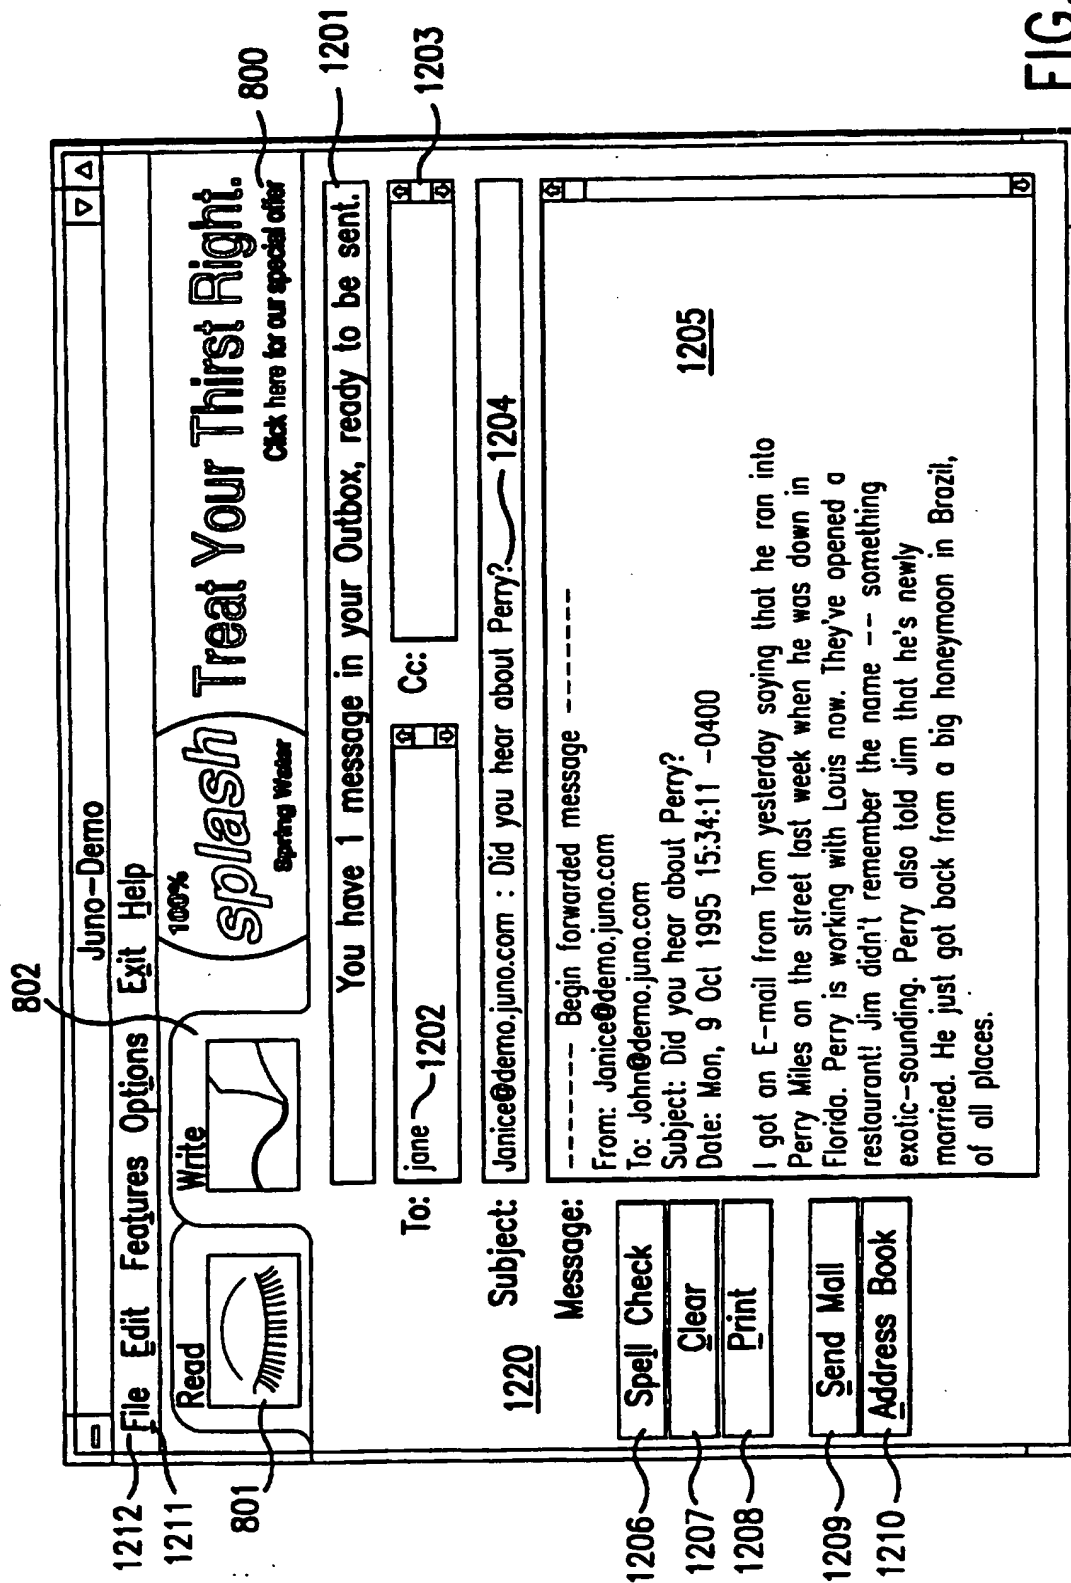 802
Juno-Demo
1212
File Edit Features Options Exit Help
1211
Read
Write
801
100%
splash
Spring Water
Treat Your Thirst Right.
Click here for our special offer
800
You have 1 message in your Outbox, ready to be sent.
1201
To: jane 1202
Cc:
1203
1220
Subject: Janice@demo.juno.com : Did you hear about Perry? 1204
Message:
------- Begin forwarded message -------
From: Janice@demo.juno.com
To: John@demo.juno.com
Subject: Did you hear about Perry?
Date: Mon, 9 Oct 1995 15:34:11 -0400
1205
I got an E-mail from Tom yesterday saying that he ran into
Perry Miles on the street last week when he was down in
Florida. Perry is working with Louis now. They've opened a
restaurant! Jim didn't remember the name -- something
exotic-sounding. Perry also told Jim that he's newly
married. He just got back from a big honeymoon in Brazil,
of all places.
1206 Spell Check
1207 Clear
1208 Print
1209 Send Mail
1210 Address Book
FIG.